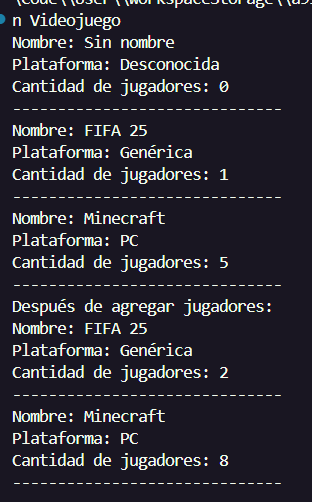 n Videojuego
Nombre: Sin nombre
Plataforma: Desconocida
Cantidad de jugadores: 0
------------------------------
Nombre: FIFA 25
Plataforma: Genérica
Cantidad de jugadores: 1
------------------------------
Nombre: Minecraft
Plataforma: PC
Cantidad de jugadores: 5
------------------------------
Después de agregar jugadores:
Nombre: FIFA 25
Plataforma: Genérica
Cantidad de jugadores: 2
------------------------------
Nombre: Minecraft
Plataforma: PC
Cantidad de jugadores: 8
------------------------------